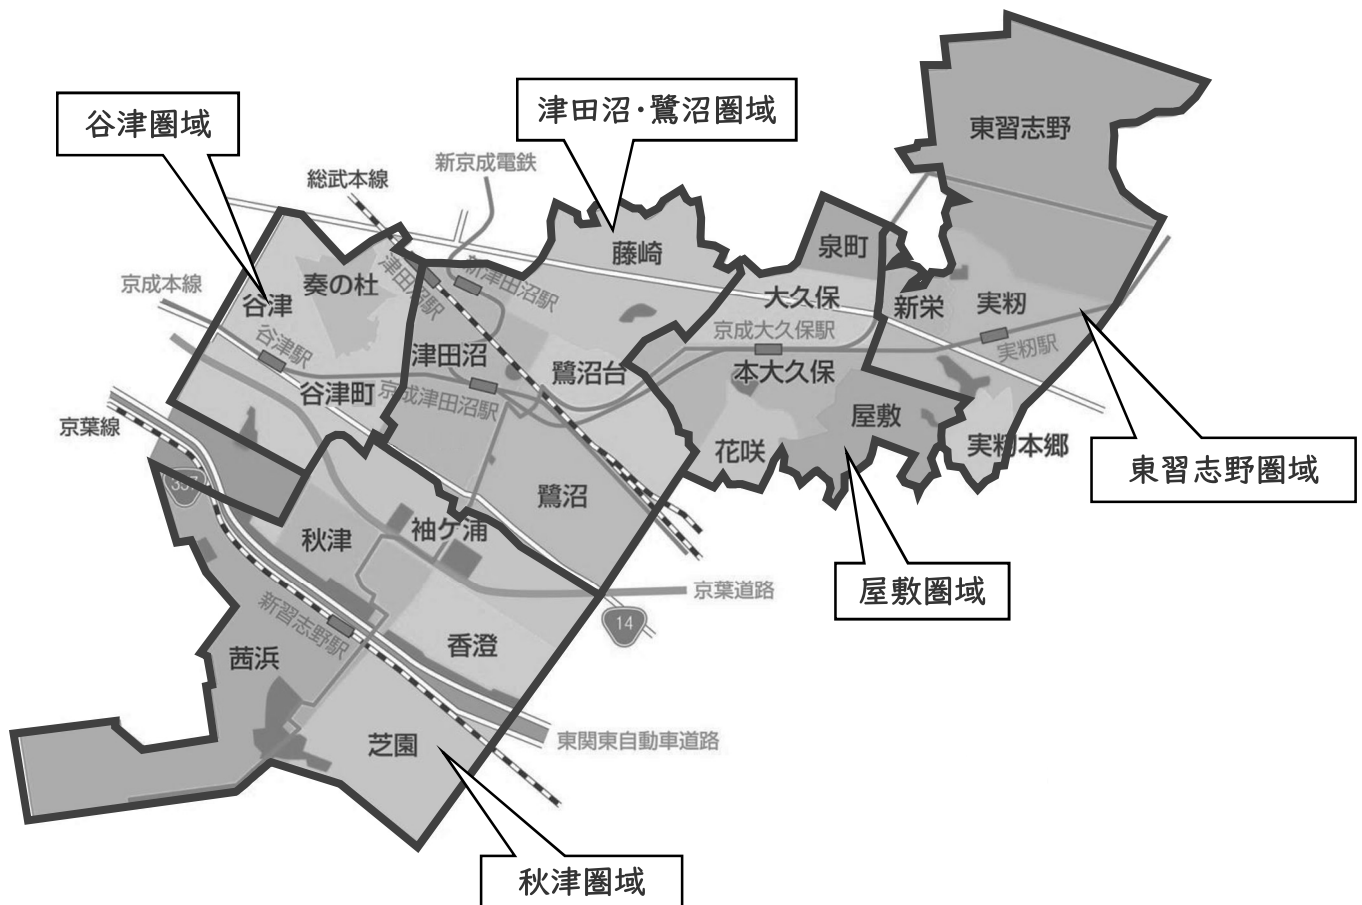 東習志野
谷津圏域
津田沼・鷺沼圏域
新京成電鉄
総武本線
藤崎
泉町
京成本線
奏の杜
津田沼駅
新津田沼駅
谷津
大久保
新栄
実籾
京成大久保駅
谷津駅
津田沼
鷺沼台
実籾駅
本大久保
谷津町
京成津田沼駅
屋敷
京葉線
花咲
実籾本郷
東習志野圏域
357
鷺沼
袖ケ浦
秋津
屋敷圏域
京葉道路
新習志野駅
14
香澄
茜浜
芝園
東関東自動車道路
秋津圏域